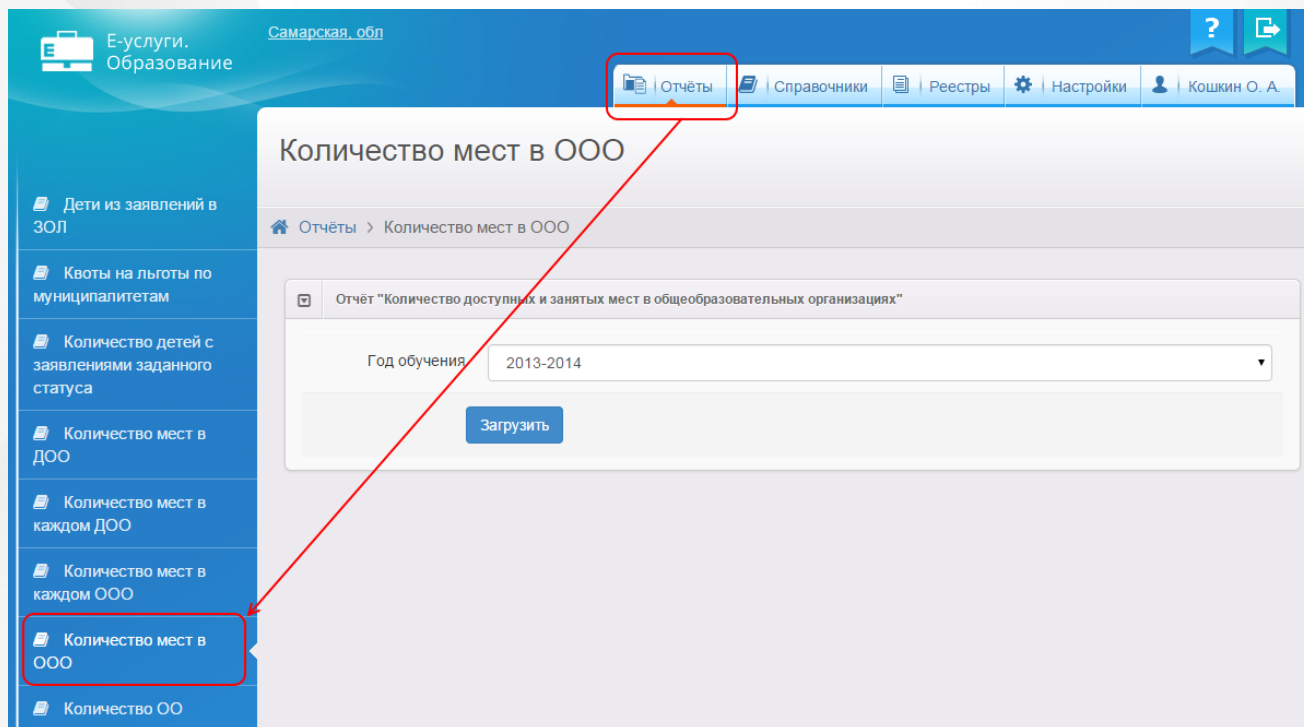 Е-услуги.
Образование
Самарская, обл
?
Отчёты
Справочники
Реестры
Настройки
Кошкин О. А.
Количество мест в ООО
Отчёты > Количество мест в ООО
Дети из заявлений в
ЗОЛ
Квоты на льготы по
муниципалитетам
Количество детей с
заявлениями заданного
статуса
Количество мест в
ДОО
Количество мест в
каждом ДОО
Количество мест в
каждом ООО
Количество мест в
ООО
Количество ОО
Отчёт "Количество доступных и занятых мест в общеобразовательных организациях"
Год обучения
2013-2014
Загрузить